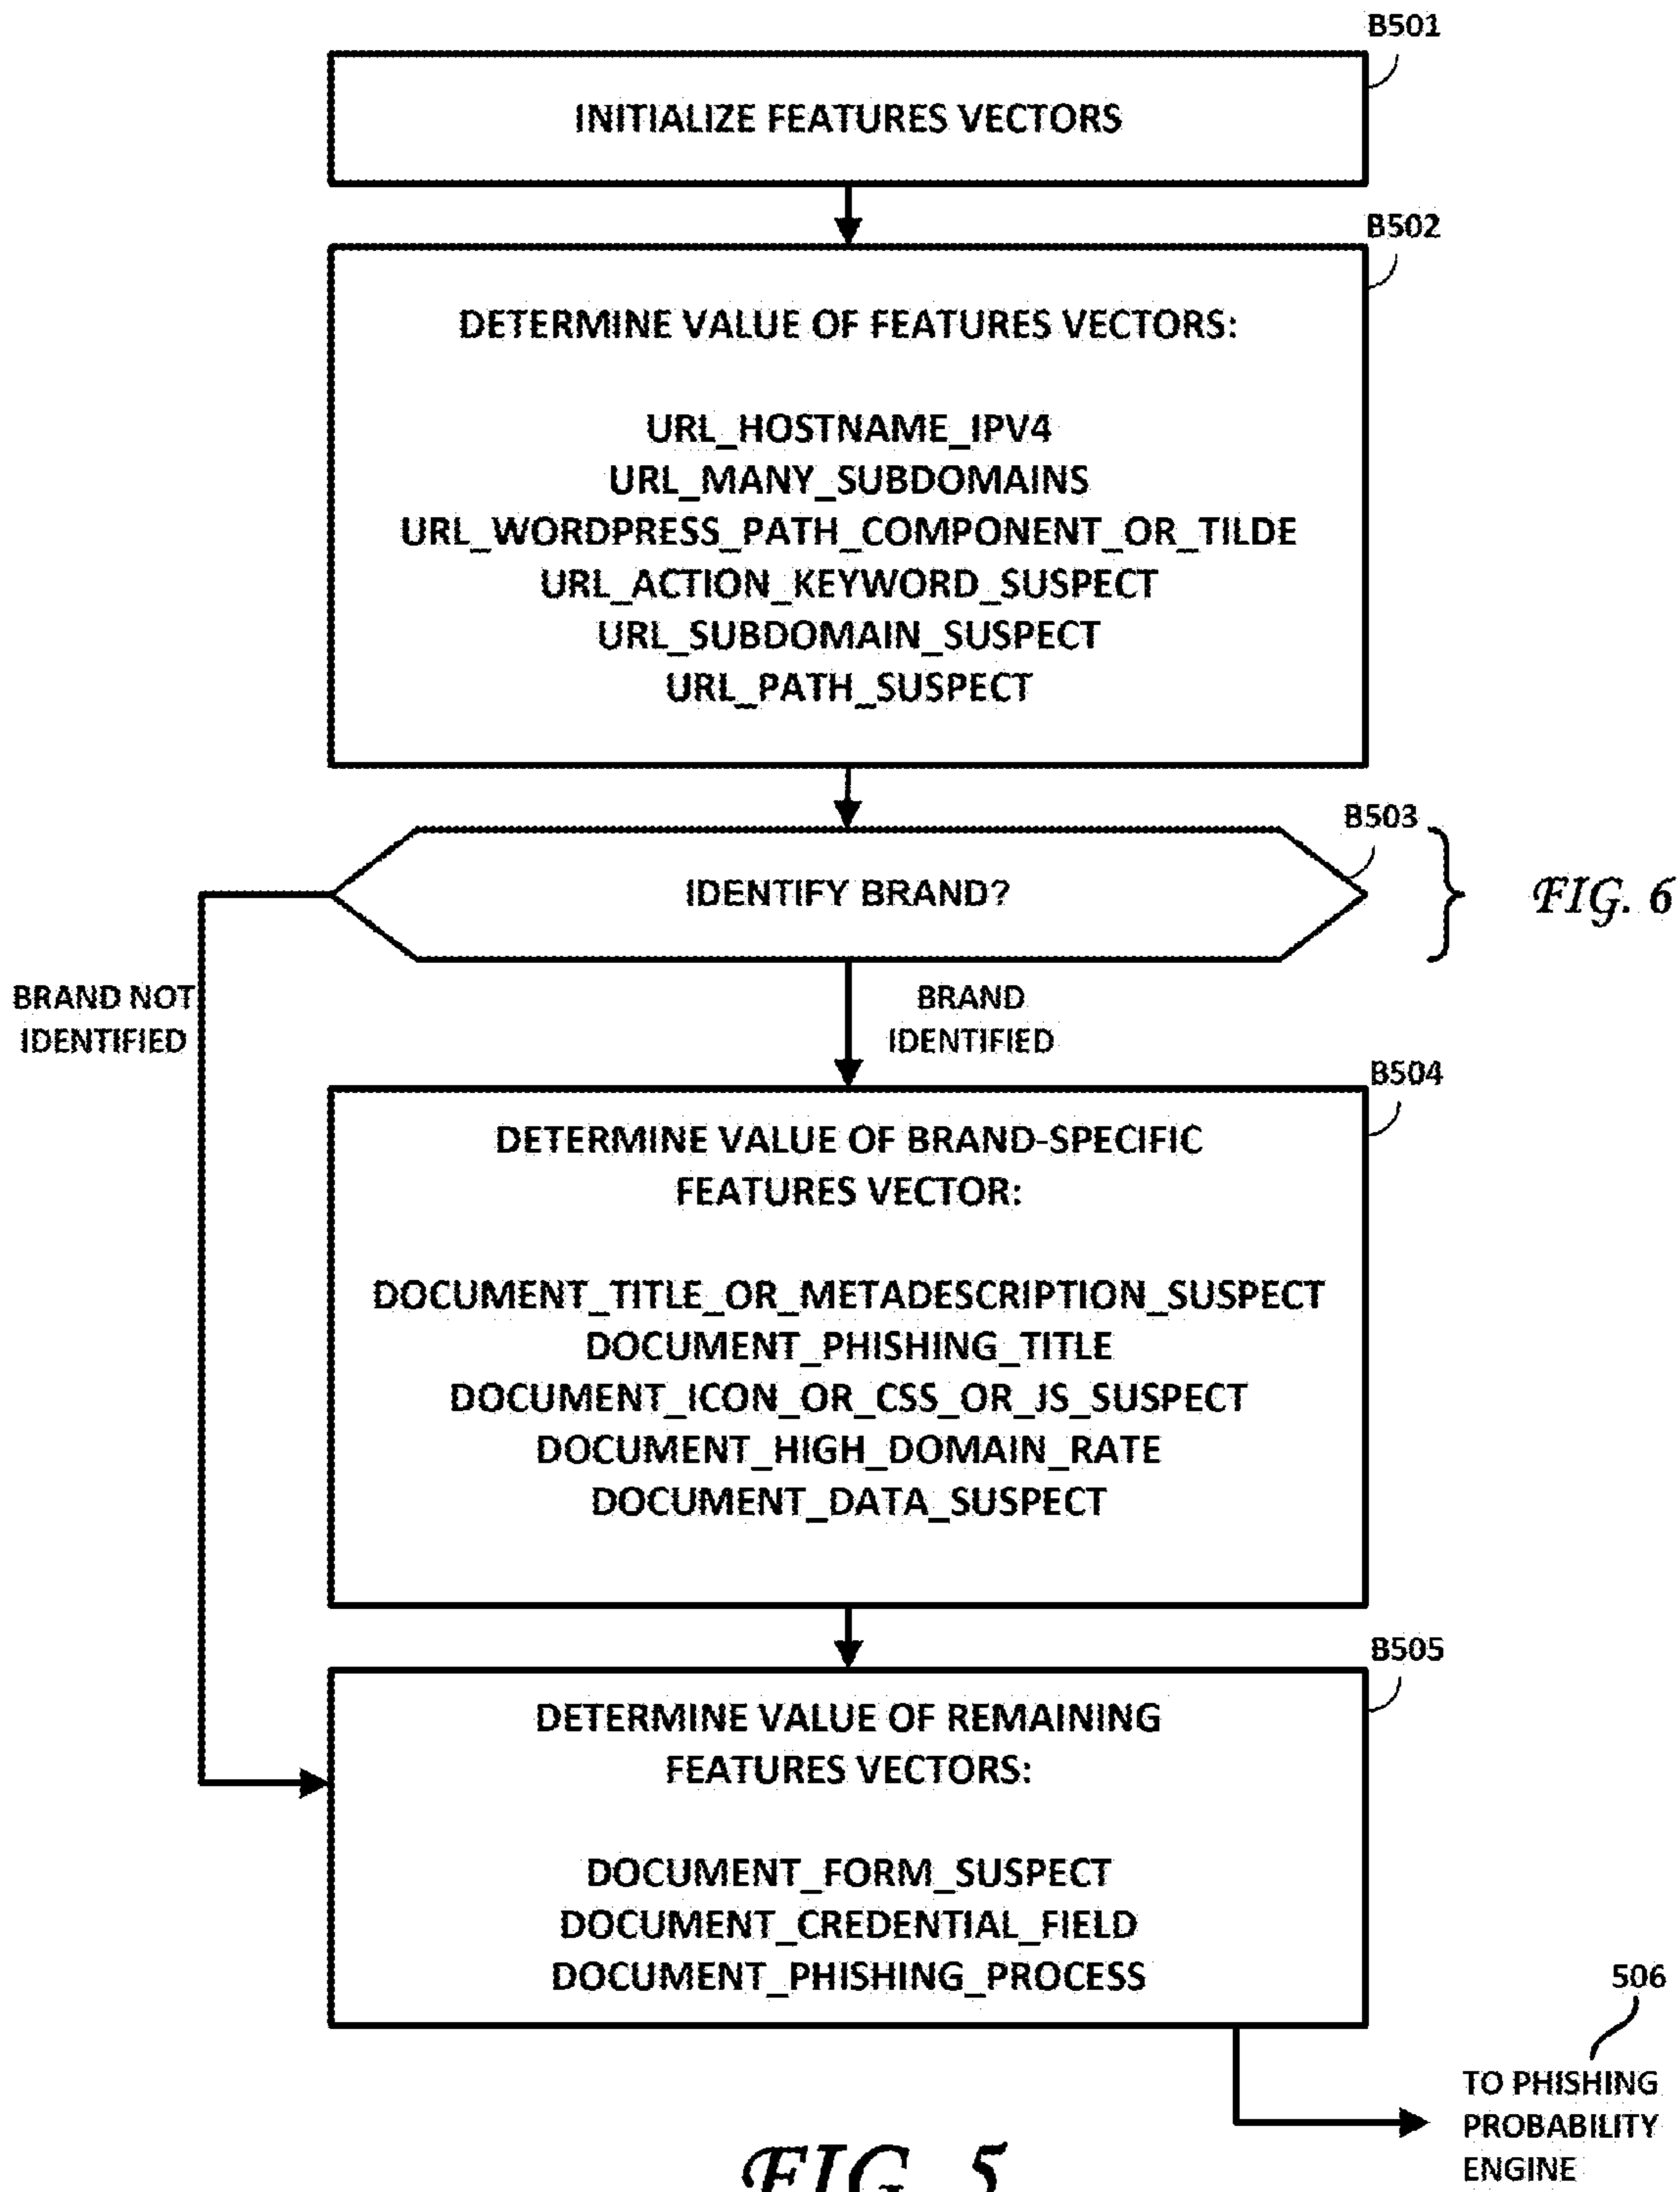 B501
INITIALIZE FEATURES VECTORS
B502
DETERMINE VALUE OF FEATURES VECTORS:
URL_HOSTNAME_IPV4
URL_MANY_SUBDOMAINS
URL_WORDPRESS_PATH_COMPONENT_OR_TILDE
URL_ACTION_KEYWORD_SUSPECT
URL_SUBDOMAIN_SUSPECT
URL_PATH_SUSPECT
B503
IDENTIFY BRAND?
FIG. 6
BRAND NOT
IDENTIFIED
BRAND
IDENTIFIED
B504
DETERMINE VALUE OF BRAND-SPECIFIC
FEATURES VECTOR:
DOCUMENT_TITLE_OR_METADESCRIPTION_SUSPECT
DOCUMENT_PHISHING_TITLE
DOCUMENT_ICON_OR_CSS_OR_JS_SUSPECT
DOCUMENT_HIGH_DOMAIN_RATE
DOCUMENT_DATA_SUSPECT
B505
DETERMINE VALUE OF REMAINING
FEATURES VECTORS:
DOCUMENT_FORM_SUSPECT
DOCUMENT_CREDENTIAL_FIELD
DOCUMENT_PHISHING_PROCESS
506
TO PHISHING
PROBABILITY
ENGINE
FIG. 5